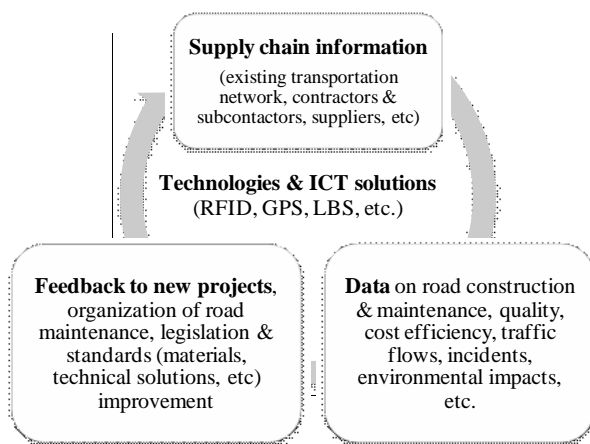 Supply chain information
(existing transportation
network, contractors &
subcontactors, suppliers, etc)
Technologies & ICT solutions
(RFID, GPS, LBS, etc.)
Feedback to new projects,
organization of road
maintenance, legislation &
standards (materials,
technical solutions, etc)
improvement
Data on road construction
& maintenance, quality,
cost efficiency, traffic
flows, incidents,
environmental impacts,
etc.